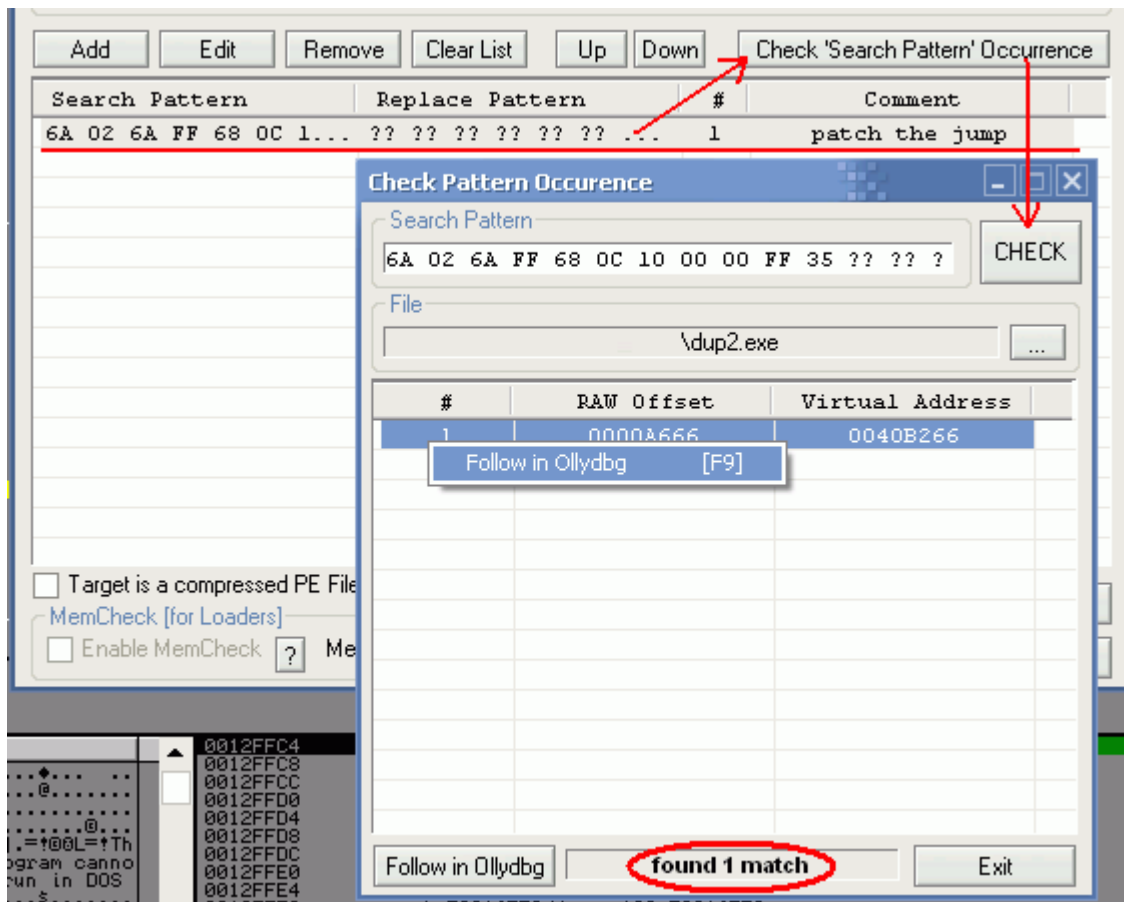 Add Edit Remove Clear List Up Down Check 'Search Pattern' Occurrence
Search Pattern Replace Pattern # Comment
6A 02 6A FF 68 0C 1... ?? ?? ?? ?? ?? ?? ... 1 patch the jump
Check Pattern Occurence
Search Pattern
6A 02 6A FF 68 0C 10 00 00 FF 35 ?? ?? ?
CHECK
File
\dup2.exe ...
# RAW Offset Virtual Address
1 0000A666 0040B266
Follow in Ollydbg [F9]
Target is a compressed PE File
MemCheck [for Loaders]
Enable MemCheck ? Me
Follow in Ollydbg found 1 match Exit
0012FFC4
0012FFC8
0012FFCC
0012FFD0
0012FFD4
0012FFD8
0012FFDC
0012FFE0
0012FFE4
ogram canno
run in DOS